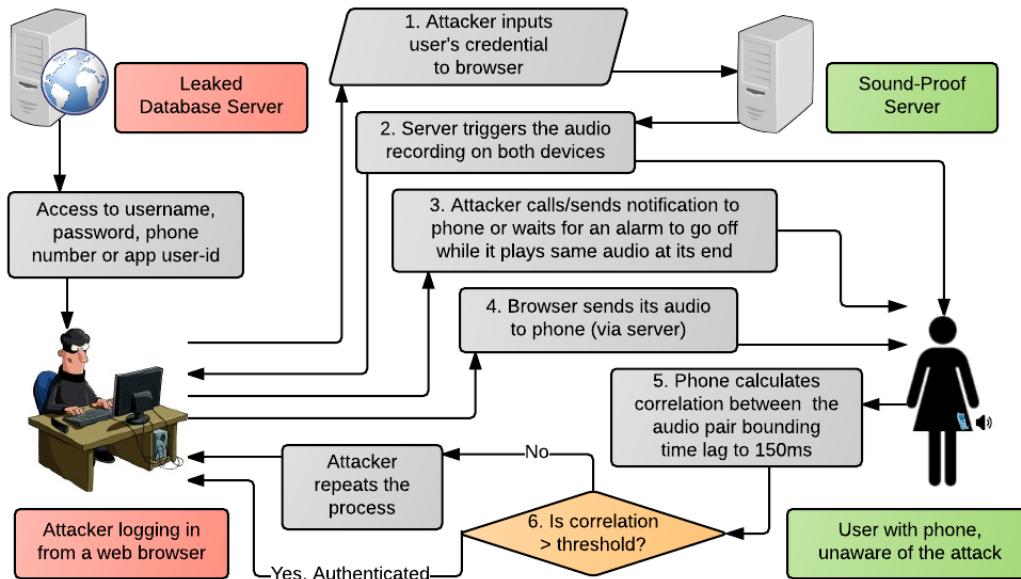 1. Attacker inputs
user's credential
to browser
Leaked
Database Server
Sound-Proof
Server
2. Server triggers the audio
recording on both devices
Access to username,
password, phone
number or app user-id
3. Attacker calls/sends notification to
phone or waits for an alarm to go off
while it plays same audio at its end
4. Browser sends its audio
to phone (via server)
5. Phone calculates
correlation between the
audio pair bounding
time lag to 150ms
No
Attacker
repeats the
process
6. Is correlation
> threshold?
Attacker logging in
from a web browser
User with phone,
unaware of the attack
Yes, Authenticated